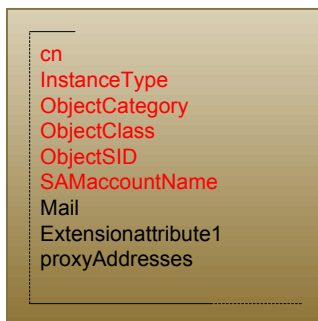 cn
InstanceType
ObjectCategory
ObjectClass
ObjectSID
SAMaccountName
Mail
Extensionattribute1
proxyAddresses